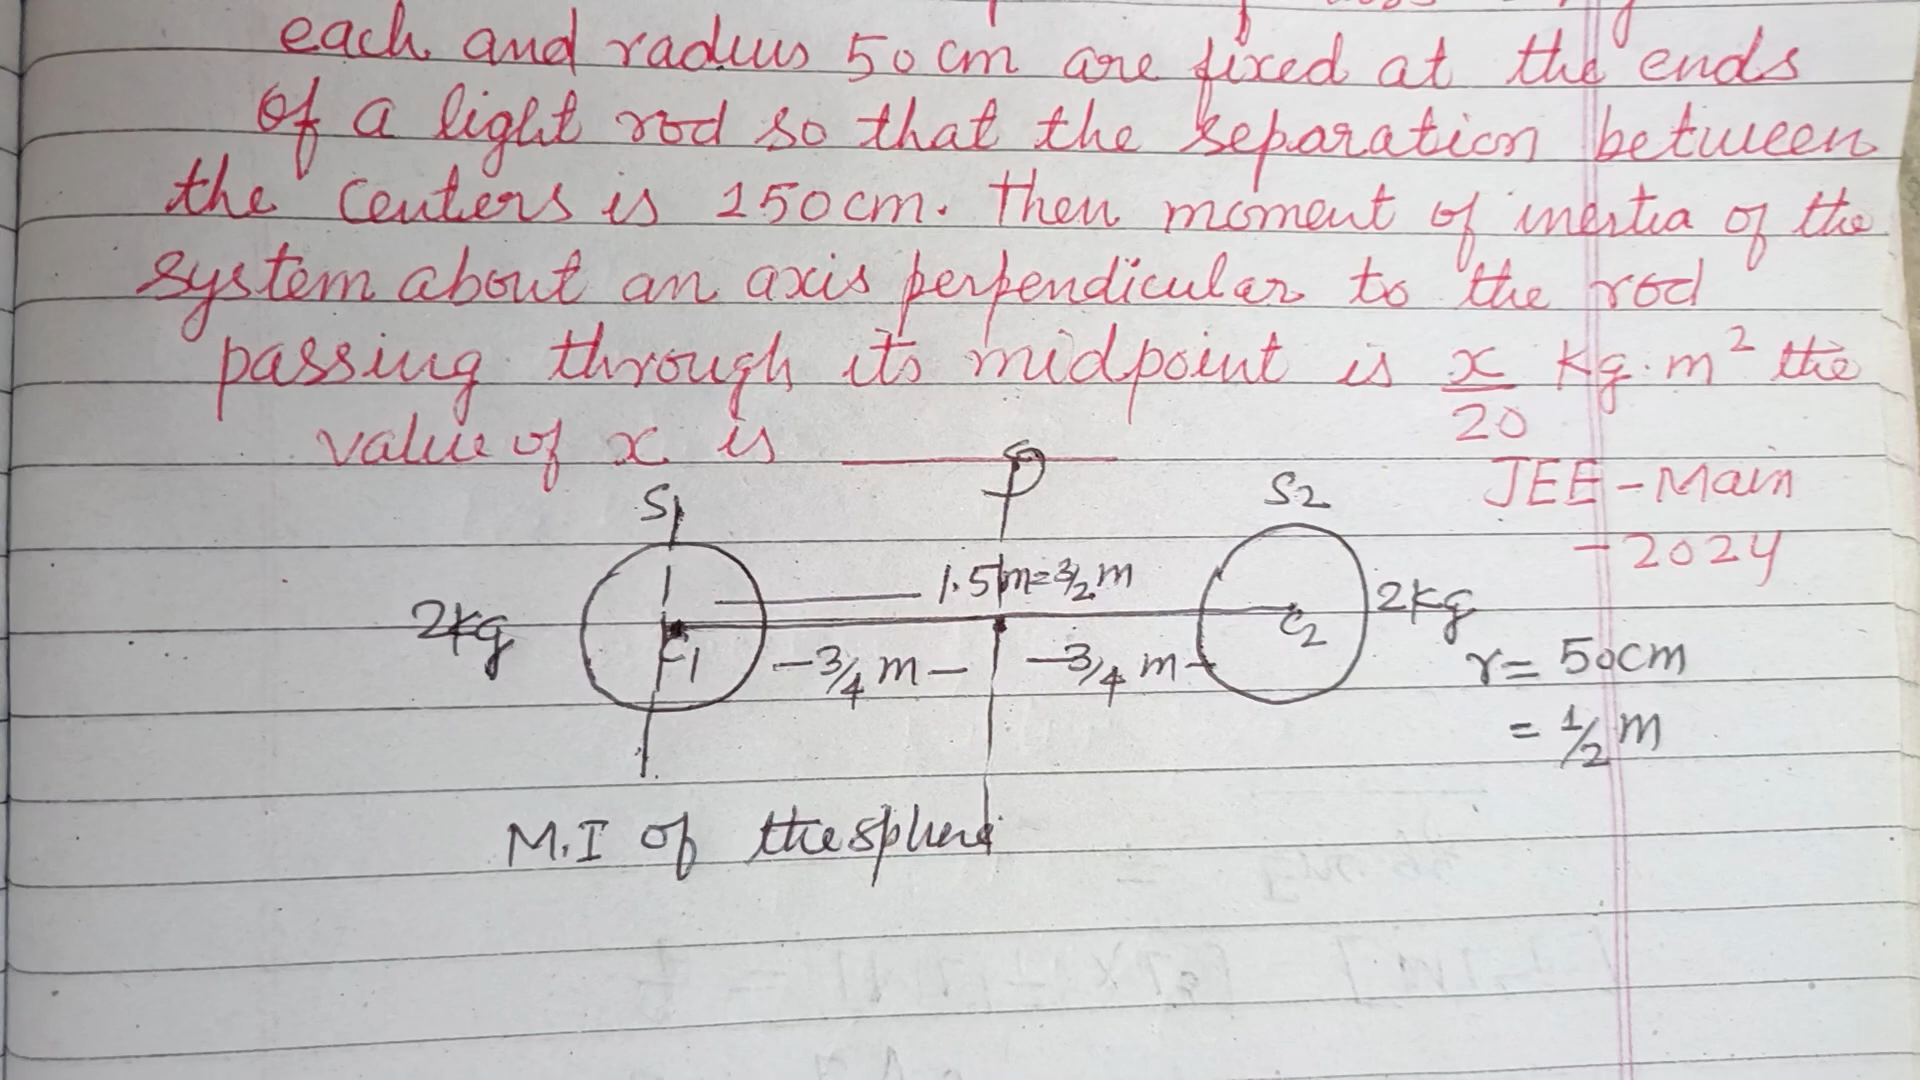 each and radius 50 cm are fixed at the ends
of a light rod so that the separation between
the centers is 150cm. Then moment of inertia of the
system about an axis perpendicular to the rod
passing through its midpoint is x/20 Kg.m² the
value of x is ______
JEE-Main
-2024
S1 S2
1.5m=3/2m
2kg C1 C2 2kg
-3/4 m- -3/4 m-
r= 50cm
= 1/2 m
M.I of the sphere